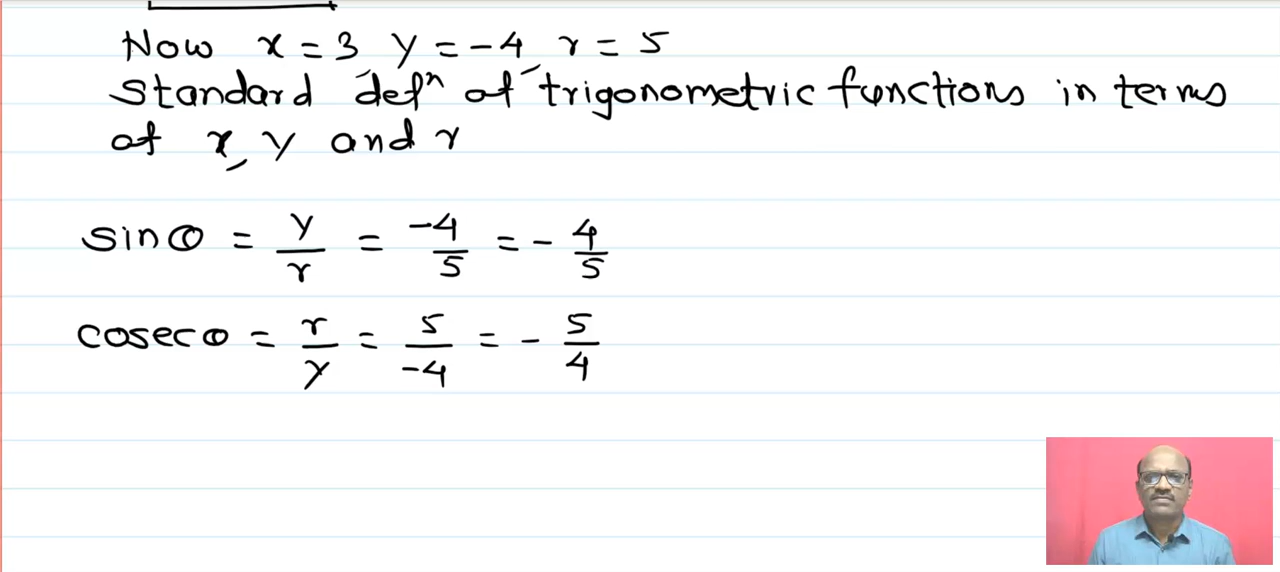 Now x = 3 y = -4 r = 5
Standard defⁿ of trigonometric functions in terms
of x, y and r
sinθ = y/r = -4/5 = - 4/5
cosecθ = r/y = 5/-4 = - 5/4